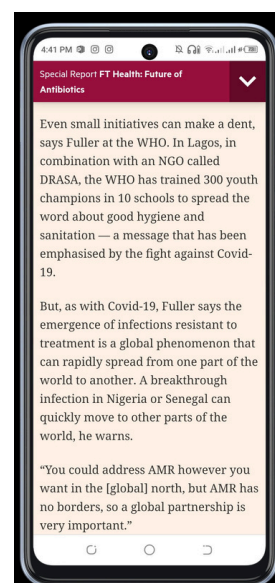 4:41 PM
Special Report FT Health: Future of
Antibiotics
Even small initiatives can make a dent,
says Fuller at the WHO. In Lagos, in
combination with an NGO called
DRASA, the WHO has trained 300 youth
champions in 10 schools to spread the
word about good hygiene and
sanitation — a message that has been
emphasised by the fight against Covid-
19.
But, as with Covid-19, Fuller says the
emergence of infections resistant to
treatment is a global phenomenon that
can rapidly spread from one part of the
world to another. A breakthrough
infection in Nigeria or Senegal can
quickly move to other parts of the
world, he warns.
“You could address AMR however you
want in the [global] north, but AMR has
no borders, so a global partnership is
very important.”